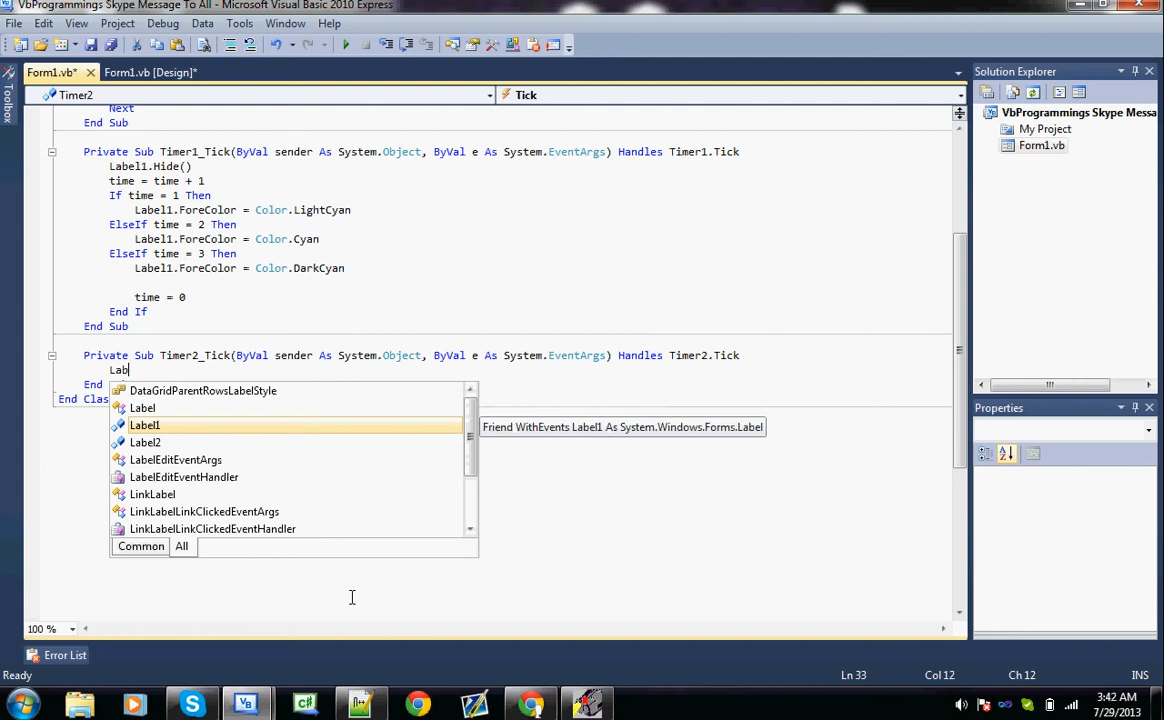 VbProgrammings Skype Message To All - Microsoft Visual Basic 2010 Express
File Edit View Project Debug Data Tools Window Help
Form1.vb* Form1.vb [Design]*
Solution Explorer
Toolbox
Timer2 Tick
VbProgrammings Skype Messa
My Project
Form1.vb
Next
End Sub
Private Sub Timer1_Tick(ByVal sender As System.Object, ByVal e As System.EventArgs) Handles Timer1.Tick
Label1.Hide()
time = time + 1
If time = 1 Then
Label1.ForeColor = Color.LightCyan
ElseIf time = 2 Then
Label1.ForeColor = Color.Cyan
ElseIf time = 3 Then
Label1.ForeColor = Color.DarkCyan
time = 0
End If
End Sub
Private Sub Timer2_Tick(ByVal sender As System.Object, ByVal e As System.EventArgs) Handles Timer2.Tick
Lab
End
End Clas
DataGridParentRowsLabelStyle
Label
Label1
Friend WithEvents Label1 As System.Windows.Forms.Label
Label2
LabelEditEventArgs
LabelEditEventHandler
LinkLabel
LinkLabelLinkClickedEventArgs
LinkLabelLinkClickedEventHandler
Common All
Properties
100 %
Error List
Ready Ln 33 Col 12 Ch 12 INS
3:42 AM
7/29/2013